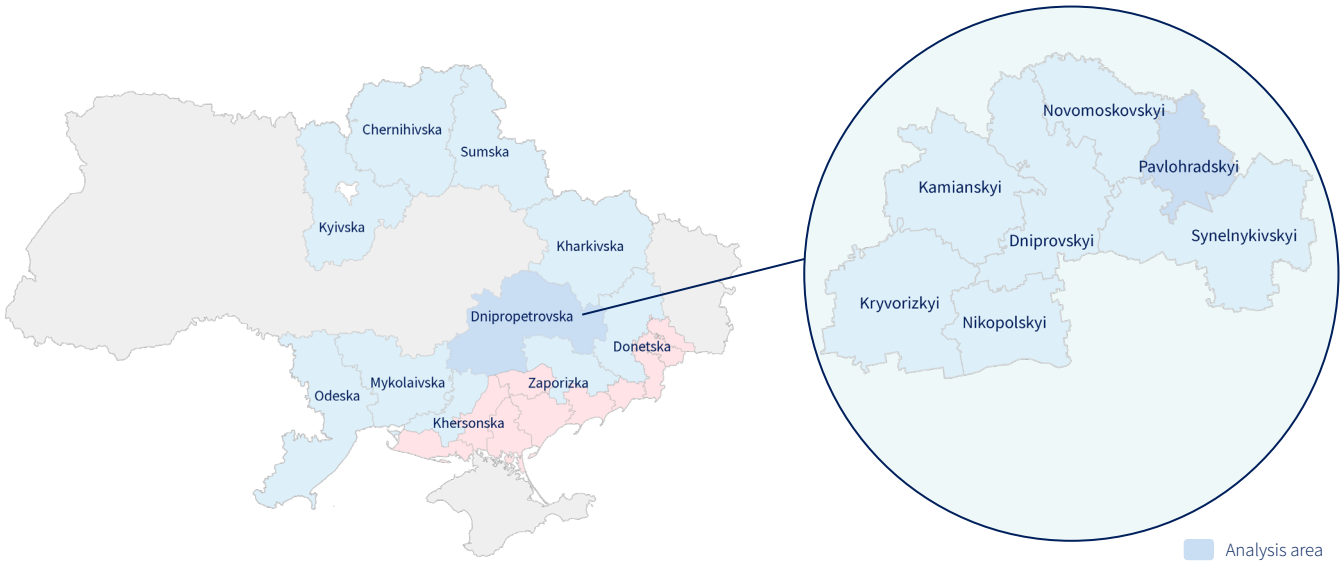 Chernihivska
Sumska
Kyivska
Kharkivska
Dnipropetrovska
Donetska
Odeska
Mykolaivska
Zaporizka
Khersonska
Novomoskovskyi
Pavlohradskyi
Kamianskyi
Synelnykivskyi
Dniprovskyi
Kryvorizkyi
Nikopolskyi
Analysis area